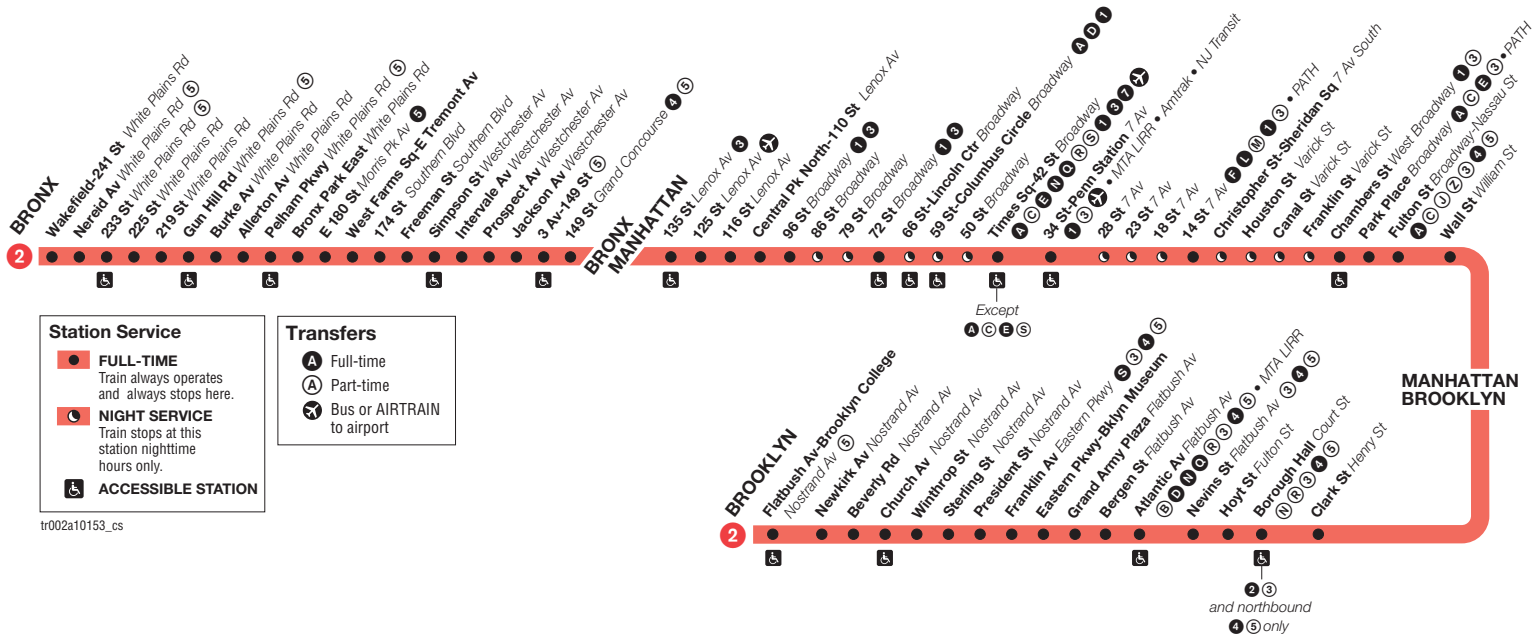 BRONX
2
Wakefield-241 St White Plains Rd
Nereid Av White Plains Rd 5
233 St White Plains Rd 5
225 St White Plains Rd
219 St White Plains Rd
Gun Hill Rd White Plains Rd 5
Burke Av White Plains Rd
Allerton Av White Plains Rd
Pelham Pkwy White Plains Rd 5
Bronx Park East White Plains Rd
E 180 St Morris Pk Av 5
West Farms Sq-E Tremont Av
174 St Southern Blvd
Freeman St Southern Blvd
Simpson St Westchester Av
Intervale Av Westchester Av
Prospect Av Westchester Av
Jackson Av Westchester Av
3 Av-149 St 5
149 St Grand Concourse 4 5
BRONX
MANHATTAN
135 St Lenox Av 3
125 St Lenox Av
116 St Lenox Av
Central Pk North-110 St Lenox Av
96 St Broadway 1 3
86 St Broadway
79 St Broadway
72 St Broadway 1 3
66 St-Lincoln Ctr Broadway
59 St-Columbus Circle Broadway A D 1
50 St Broadway
Times Sq-42 St Broadway
A C E N Q R S 1 3 7
34 St-Penn Station 7 Av
1 3 • MTA LIRR • Amtrak • NJ Transit
28 St 7 Av
23 St 7 Av
18 St 7 Av
14 St 7 Av F L M 1 3 • PATH
Christopher St-Sheridan Sq 7 Av South
Houston St Varick St
Canal St Varick St
Franklin St Varick St
Chambers St West Broadway 1 3
Park Place Broadway A C E 3 • PATH
Fulton St Broadway-Nassau St
A C J Z 3 4 5
Wall St William St
Except
A C E S
Station Service
FULL-TIME
Train always operates
and always stops here.
NIGHT SERVICE
Train stops at this
station nighttime
hours only.
ACCESSIBLE STATION
tr002a10153_cs
Transfers
A Full-time
A Part-time
Bus or AIRTRAIN
to airport
MANHATTAN
BROOKLYN
BROOKLYN
2
Flatbush Av-Brooklyn College
Nostrand Av 5
Newkirk Av Nostrand Av
Beverly Rd Nostrand Av
Church Av Nostrand Av
Winthrop St Nostrand Av
Sterling St Nostrand Av
President St Nostrand Av
Franklin Av Eastern Pkwy S 3 4 5
Eastern Pkwy-Bklyn Museum
Grand Army Plaza Flatbush Av
Bergen St Flatbush Av
Atlantic Av Flatbush Av
B D N Q R 3 4 5 • MTA LIRR
Nevins St Flatbush Av 3 4 5
Hoyt St Fulton St
Borough Hall Court St
N R 3 4 5
Clark St Henry St
2 3
and northbound
4 5 only